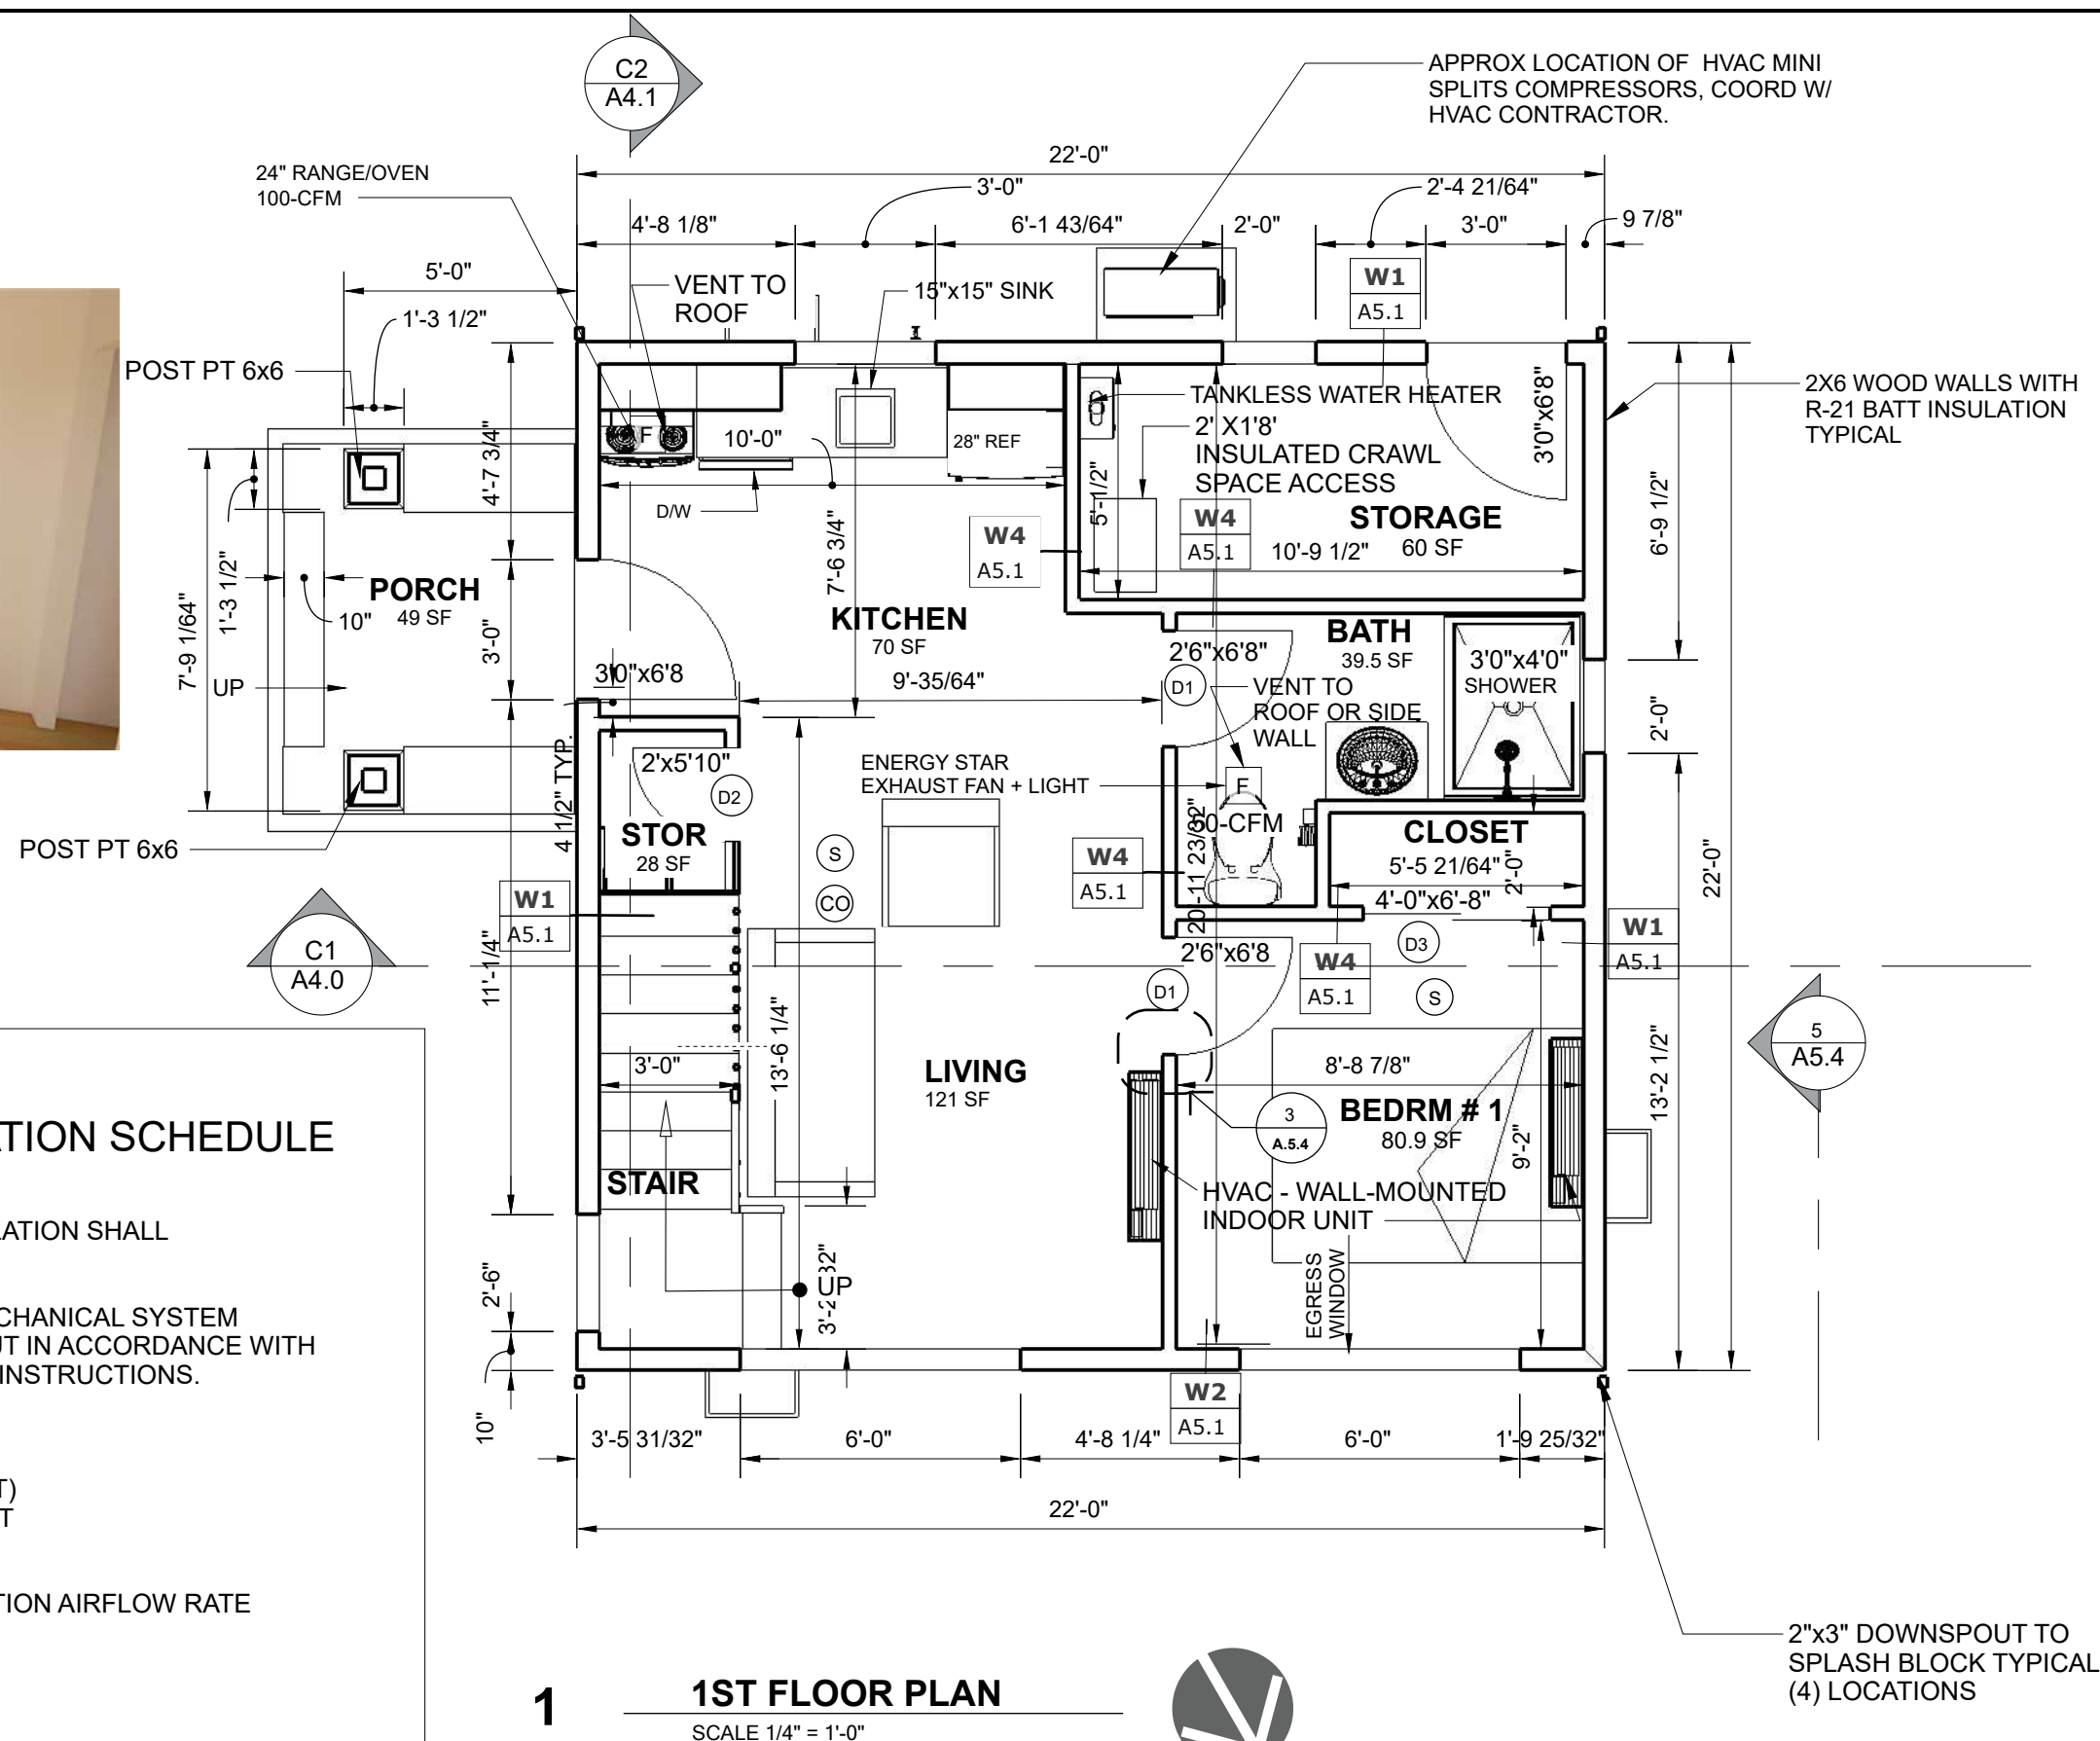 C2
A4.1
APPROX LOCATION OF HVAC MINI
SPLITS COMPRESSORS, COORD W/
HVAC CONTRACTOR.
22'-0"
24" RANGE/OVEN
100-CFM
3'-0"
2'-4 21/64"
4'-8 1/8"
6'-1 43/64"
2'-0"
3'-0"
9 7/8"
5'-0"
VENT TO
ROOF
15"x15" SINK
W1
A5.1
1'-3 1/2"
POST PT 6x6
2X6 WOOD WALLS WITH
R-21 BATT INSULATION
TYPICAL
TANKLESS WATER HEATER
2' X1'8'
INSULATED CRAWL
SPACE ACCESS
3'0"x6'8"
F
10'-0"
28" REF
4'-7 3/4"
D/W
5'-1/2"
W4
A5.1
W4
A5.1
STORAGE
10'-9 1/2"
60 SF
6'-9 1/2"
7'-6 3/4"
1'-3 1/2"
7'-9 1/64"
PORCH
49 SF
10"
3'-0"
UP
KITCHEN
70 SF
3'0"x6'8
9'-35/64"
BATH
39.5 SF
2'6"x6'8"
D1
3'0"x4'0"
SHOWER
VENT TO
ROOF OR SIDE
WALL
2'-0"
4 1/2" TYP.
2'x5'10"
D2
ENERGY STAR
EXHAUST FAN + LIGHT
F
50-CFM
20'-11 23/32"
STOR
28 SF
S
CO
CLOSET
5'-5 21/64"
2'-0"
4'-0"x6'-8"
22'-0"
POST PT 6x6
W1
A5.1
W4
A5.1
W1
A5.1
C1
A4.0
11'-1/4"
2'6"x6'8
D1
W4
A5.1
D3
S
5
A5.4
3'-0"
13'-6 1/4"
LIVING
121 SF
8'-8 7/8"
3
A.5.4
BEDRM # 1
80.9 SF
9'-2"
13'-2 1/2"
STAIR
HVAC - WALL-MOUNTED
INDOOR UNIT
2'-6"
UP
EGRESS
WINDOW
10"
W2
A5.1
3'-5 31/32"
6'-0"
4'-8 1/4"
6'-0"
1'-9 25/32"
22'-0"
ATION SCHEDULE
LATION SHALL
ECHANICAL SYSTEM
UT IN ACCORDANCE WITH
INSTRUCTIONS.
T)
T
TION AIRFLOW RATE
2"x3" DOWNSPOUT TO
SPLASH BLOCK TYPICAL
(4) LOCATIONS
1
1ST FLOOR PLAN
SCALE 1/4" = 1'-0"